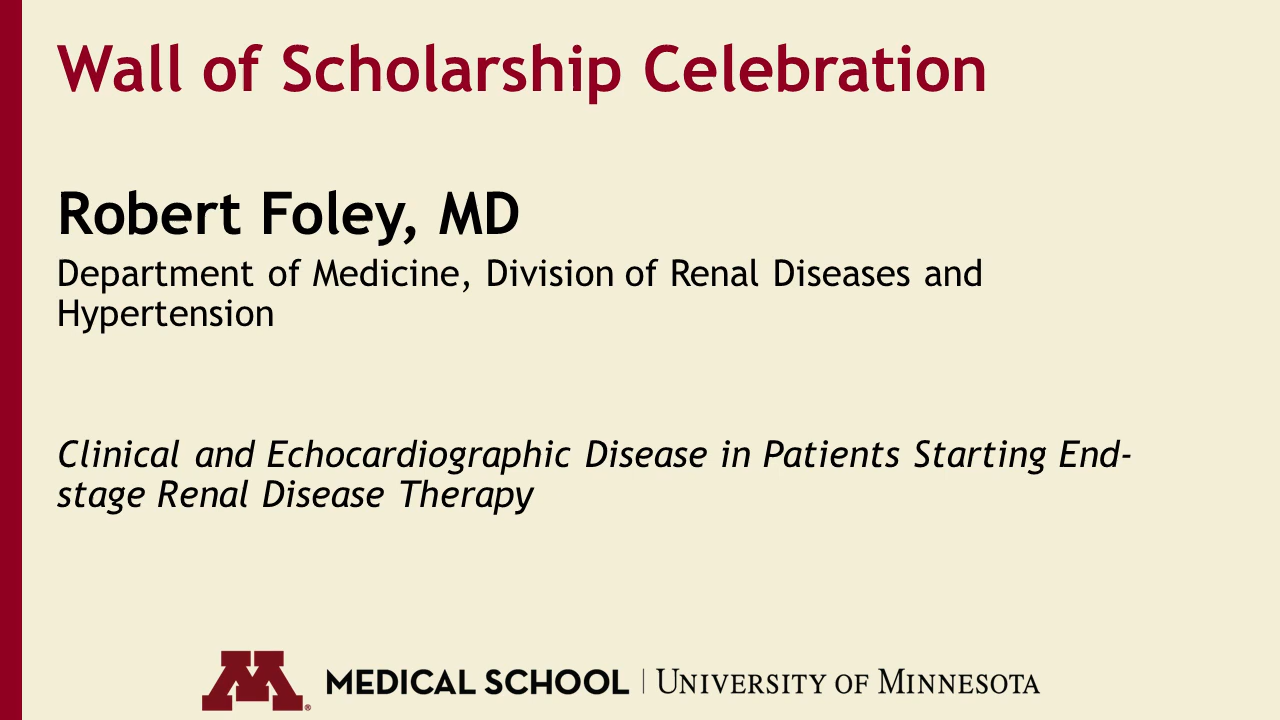 Wall of Scholarship Celebration
Robert Foley, MD
Department of Medicine, Division of Renal Diseases and
Hypertension
Clinical and Echocardiographic Disease in Patients Starting End-
stage Renal Disease Therapy
M® MEDICAL SCHOOL | UNIVERSITY OF MINNESOTA